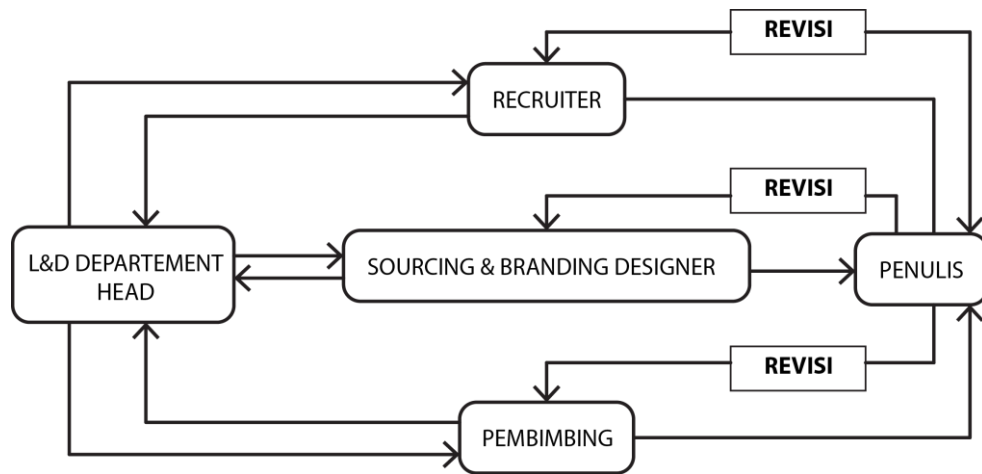 REVISI
RECRUITER
REVISI
L&D DEPARTEMENT
HEAD
SOURCING & BRANDING DESIGNER
PENULIS
REVISI
PEMBIMBING